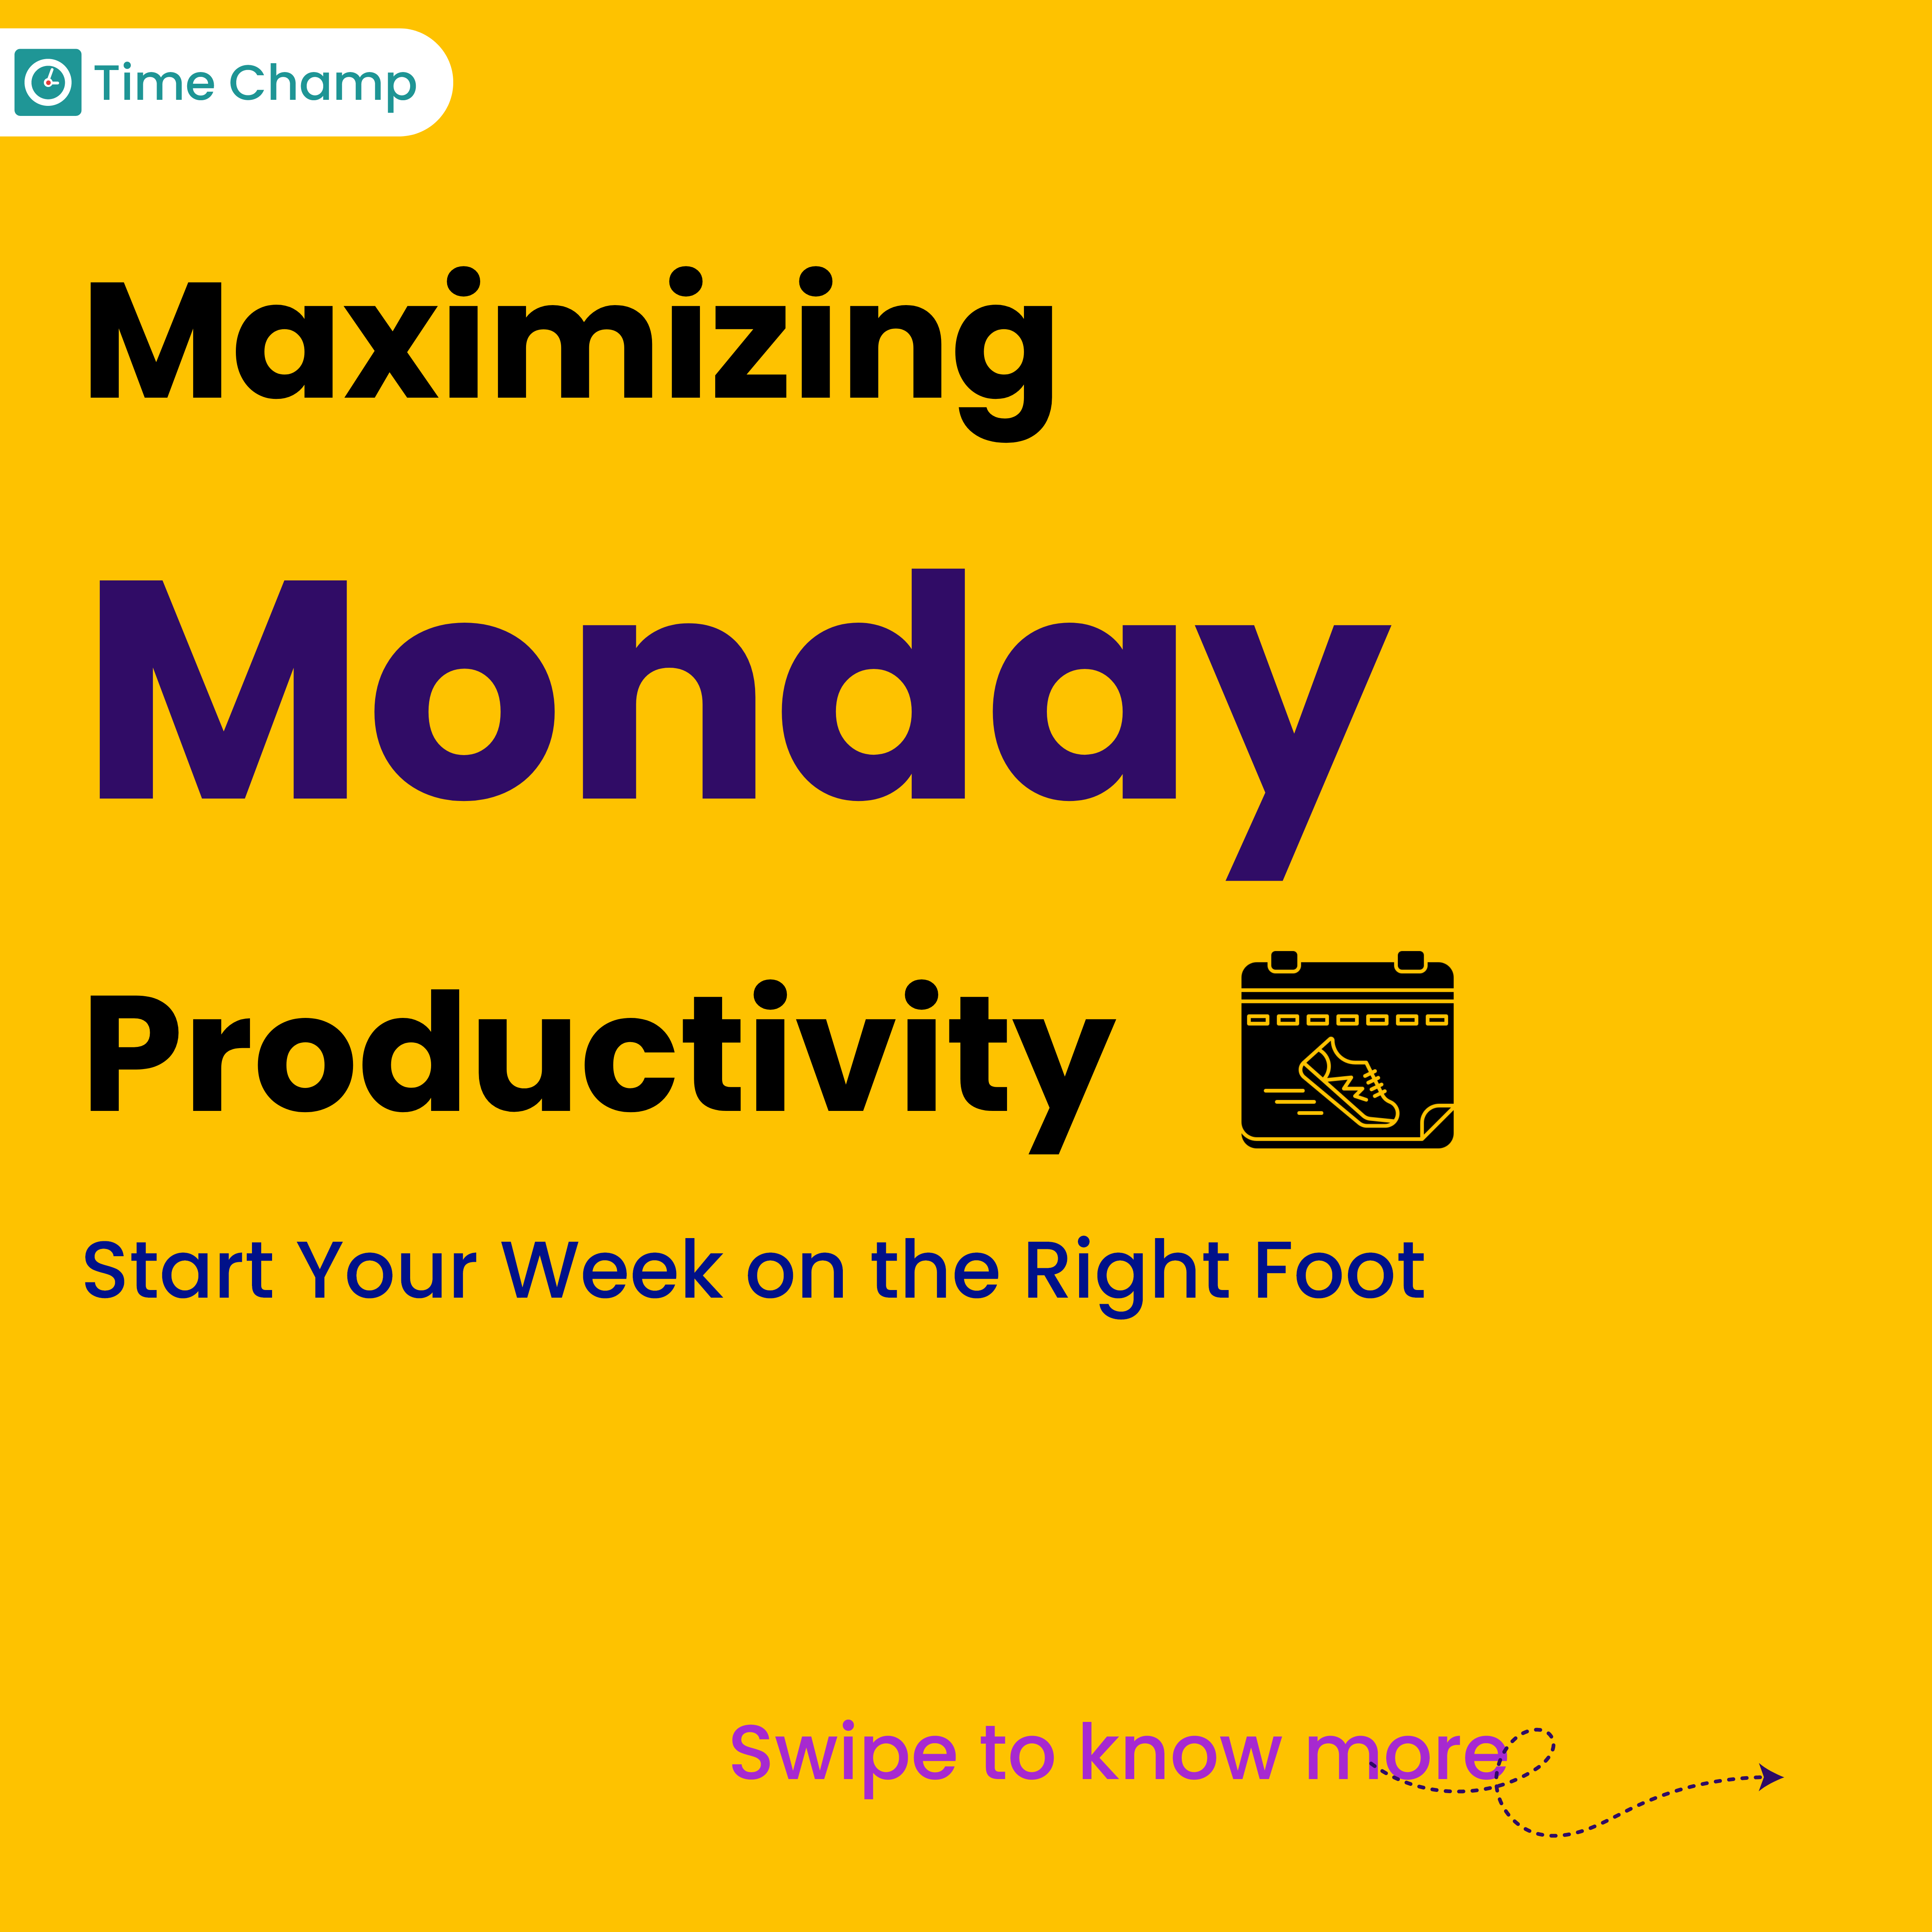 Time Champ
Maximizing
Monday
Productivity
Start Your Week on the Right Foot
Swipe to know more